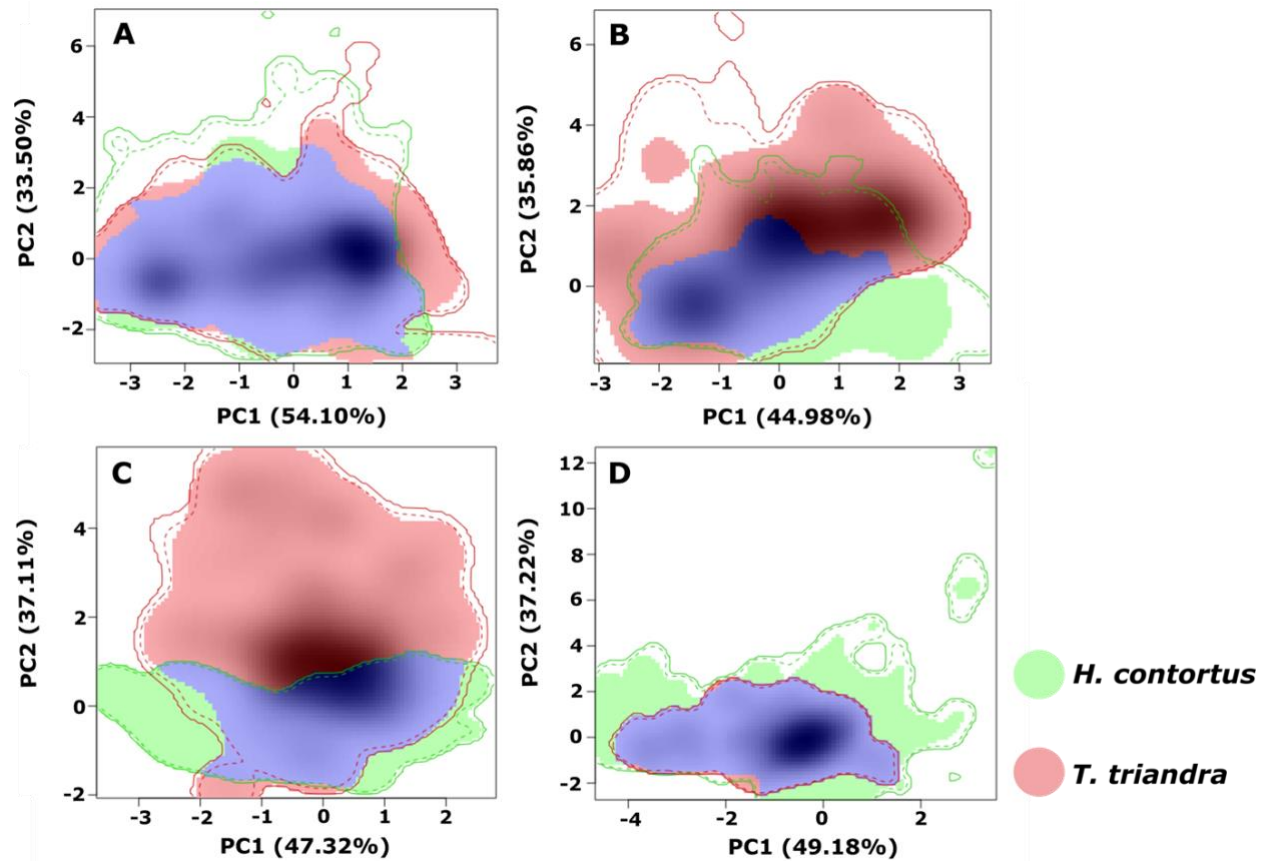 A
6
4
2
0
-2
PC2 (33.50%)
-3 -2 -1 0 1 2 3
PC1 (54.10%)
B
6
4
2
0
PC2 (35.86%)
-3 -2 -1 0 1 2 3
PC1 (44.98%)
C
4
2
0
-2
PC2 (37.11%)
-3 -2 -1 0 1 2
PC1 (47.32%)
D
12
10
8
6
4
2
0
-2
PC2 (37.22%)
-4 -2 0 2
PC1 (49.18%)
H. contortus
T. triandra